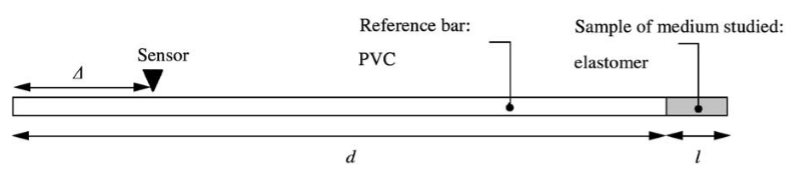 Reference bar:
Sample of medium studied:
Sensor
PVC
elastomer
Δ
d
l